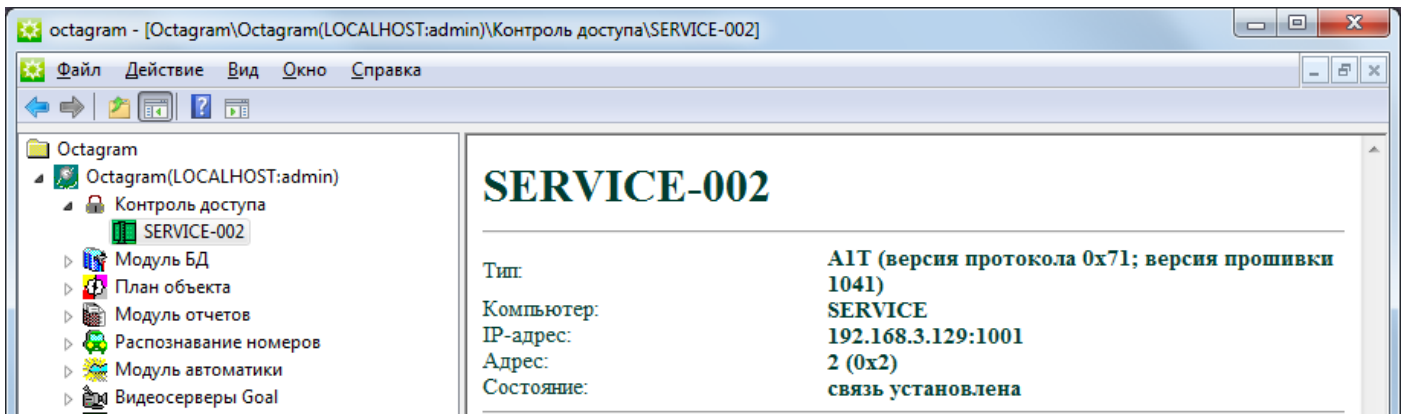 octagram - [Octagram\Octagram(LOCALHOST:admin)\Контроль доступа\SERVICE-002]
Файл Действие Вид Окно Справка
Octagram
Octagram(LOCALHOST:admin)
Контроль доступа
SERVICE-002
Модуль БД
План объекта
Модуль отчетов
Распознавание номеров
Модуль автоматики
Видеосерверы Goal
SERVICE-002
Тип: A1T (версия протокола 0x71; версия прошивки
1041)
Компьютер: SERVICE
IP-адрес: 192.168.3.129:1001
Адрес: 2 (0x2)
Состояние: связь установлена